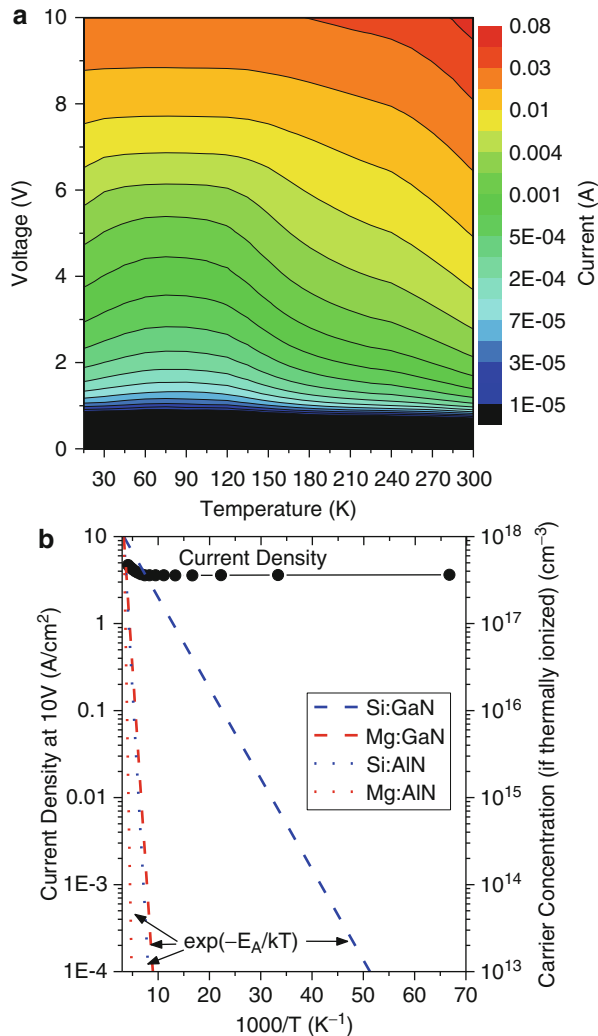 a
10
8
6
4
2
0
Voltage (V)
30 60 90 120 150 180 210 240 270 300
Temperature (K)
0.08
0.03
0.01
0.004
0.001
5E-04
2E-04
7E-05
3E-05
1E-05
Current (A)
b
10
1
0.1
0.01
1E-3
1E-4
Current Density at 10V (A/cm²)
Current Density
Si:GaN
Mg:GaN
Si:AlN
Mg:AlN
exp(−E_A/kT)
10¹⁸
10¹⁷
10¹⁶
10¹⁵
10¹⁴
10¹³
Carrier Concentration (if thermally ionized) (cm⁻³)
10 20 30 40 50 60 70
1000/T (K⁻¹)